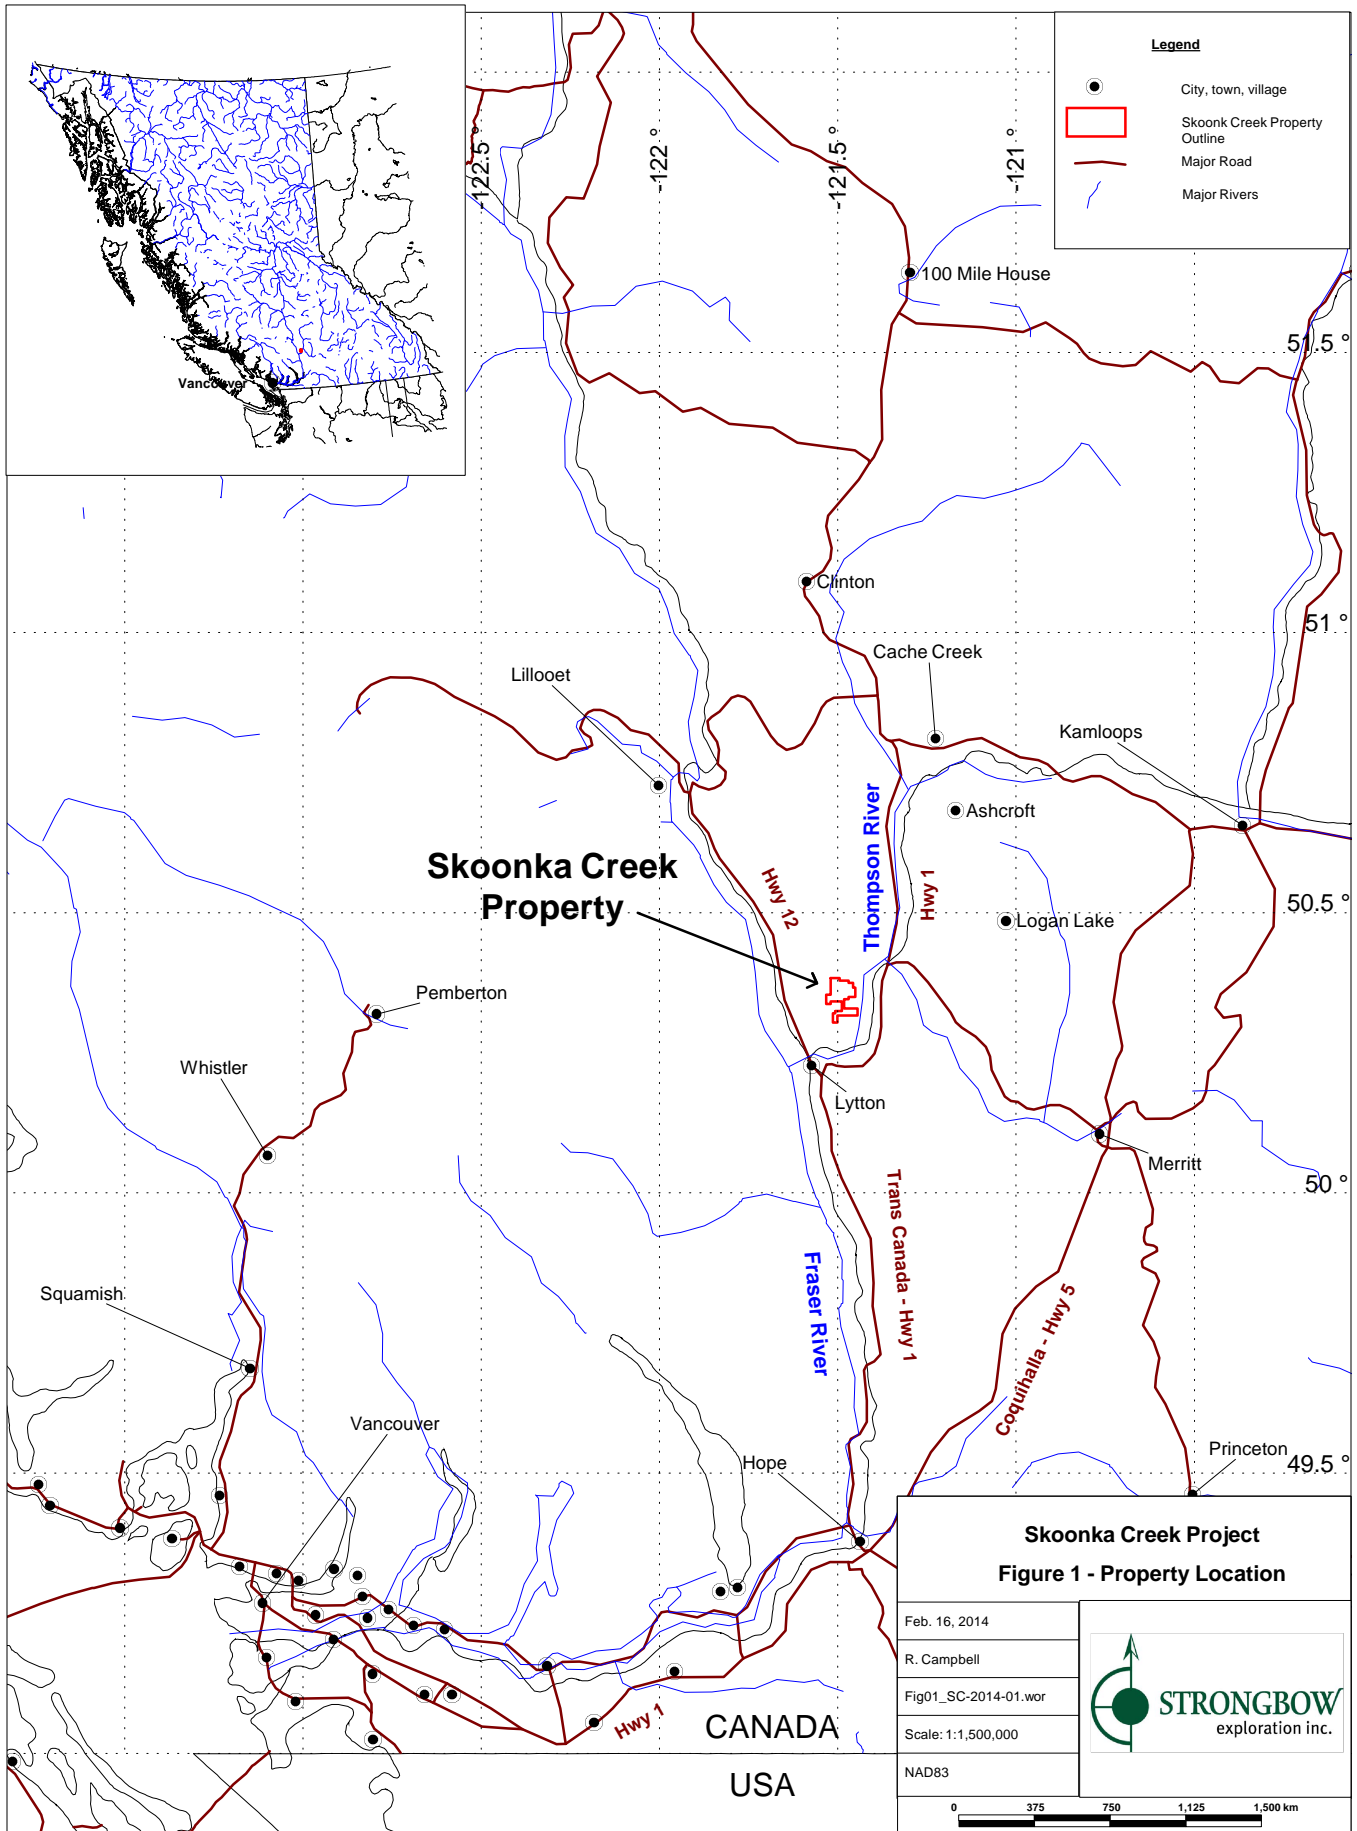 Vancouver
Legend
City, town, village
Skoonk Creek Property
Outline
Major Road
Major Rivers
-122.5 °
-122 °
-121.5 °
-121 °
100 Mile House
51.5 °
Clinton
51 °
Cache Creek
Lillooet
Kamloops
Ashcroft
Thompson River
Skoonka Creek
Property
Hwy 12
Hwy 1
50.5 °
Logan Lake
Pemberton
Whistler
Lytton
Merritt
50 °
Trans Canada - Hwy 1
Fraser River
Squamish
Coquihalla - Hwy 5
Vancouver
Hope
Princeton
49.5 °
Hwy 1
CANADA
USA
Skoonka Creek Project
Figure 1 - Property Location
Feb. 16, 2014
R. Campbell
Fig01_SC-2014-01.wor
Scale: 1:1,500,000
NAD83
STRONGBOW
exploration inc.
0 375 750 1,125 1,500 km